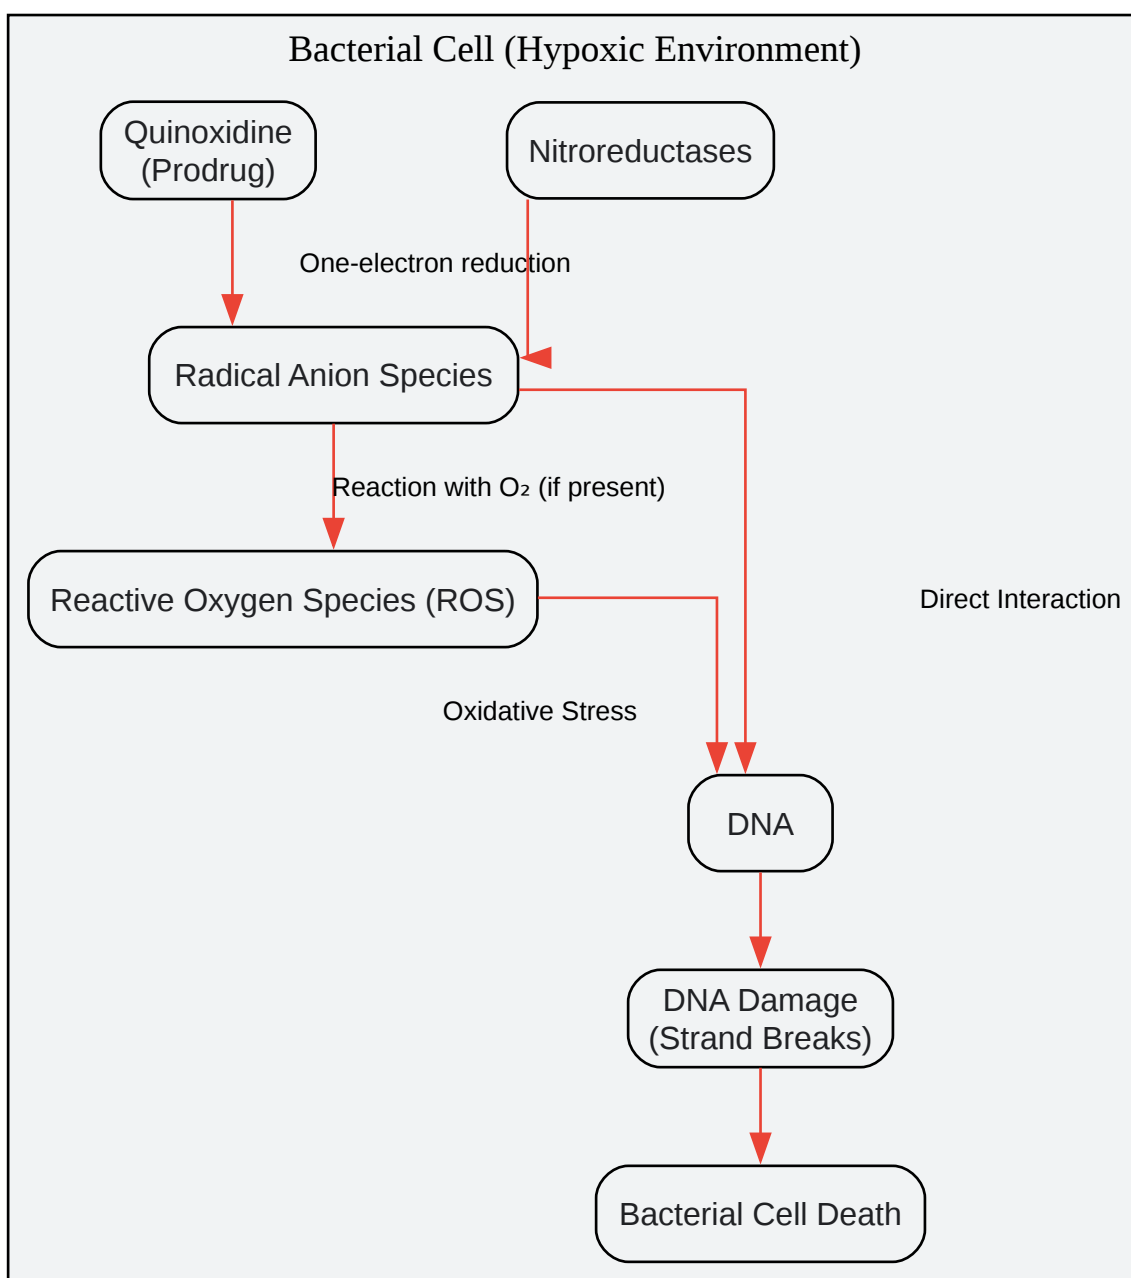 Bacterial Cell (Hypoxic Environment)
Quinoxidine
(Prodrug)
Nitroreductases
One-electron reduction
Radical Anion Species
Reaction with O₂ (if present)
Reactive Oxygen Species (ROS)
Direct Interaction
Oxidative Stress
DNA
DNA Damage
(Strand Breaks)
Bacterial Cell Death